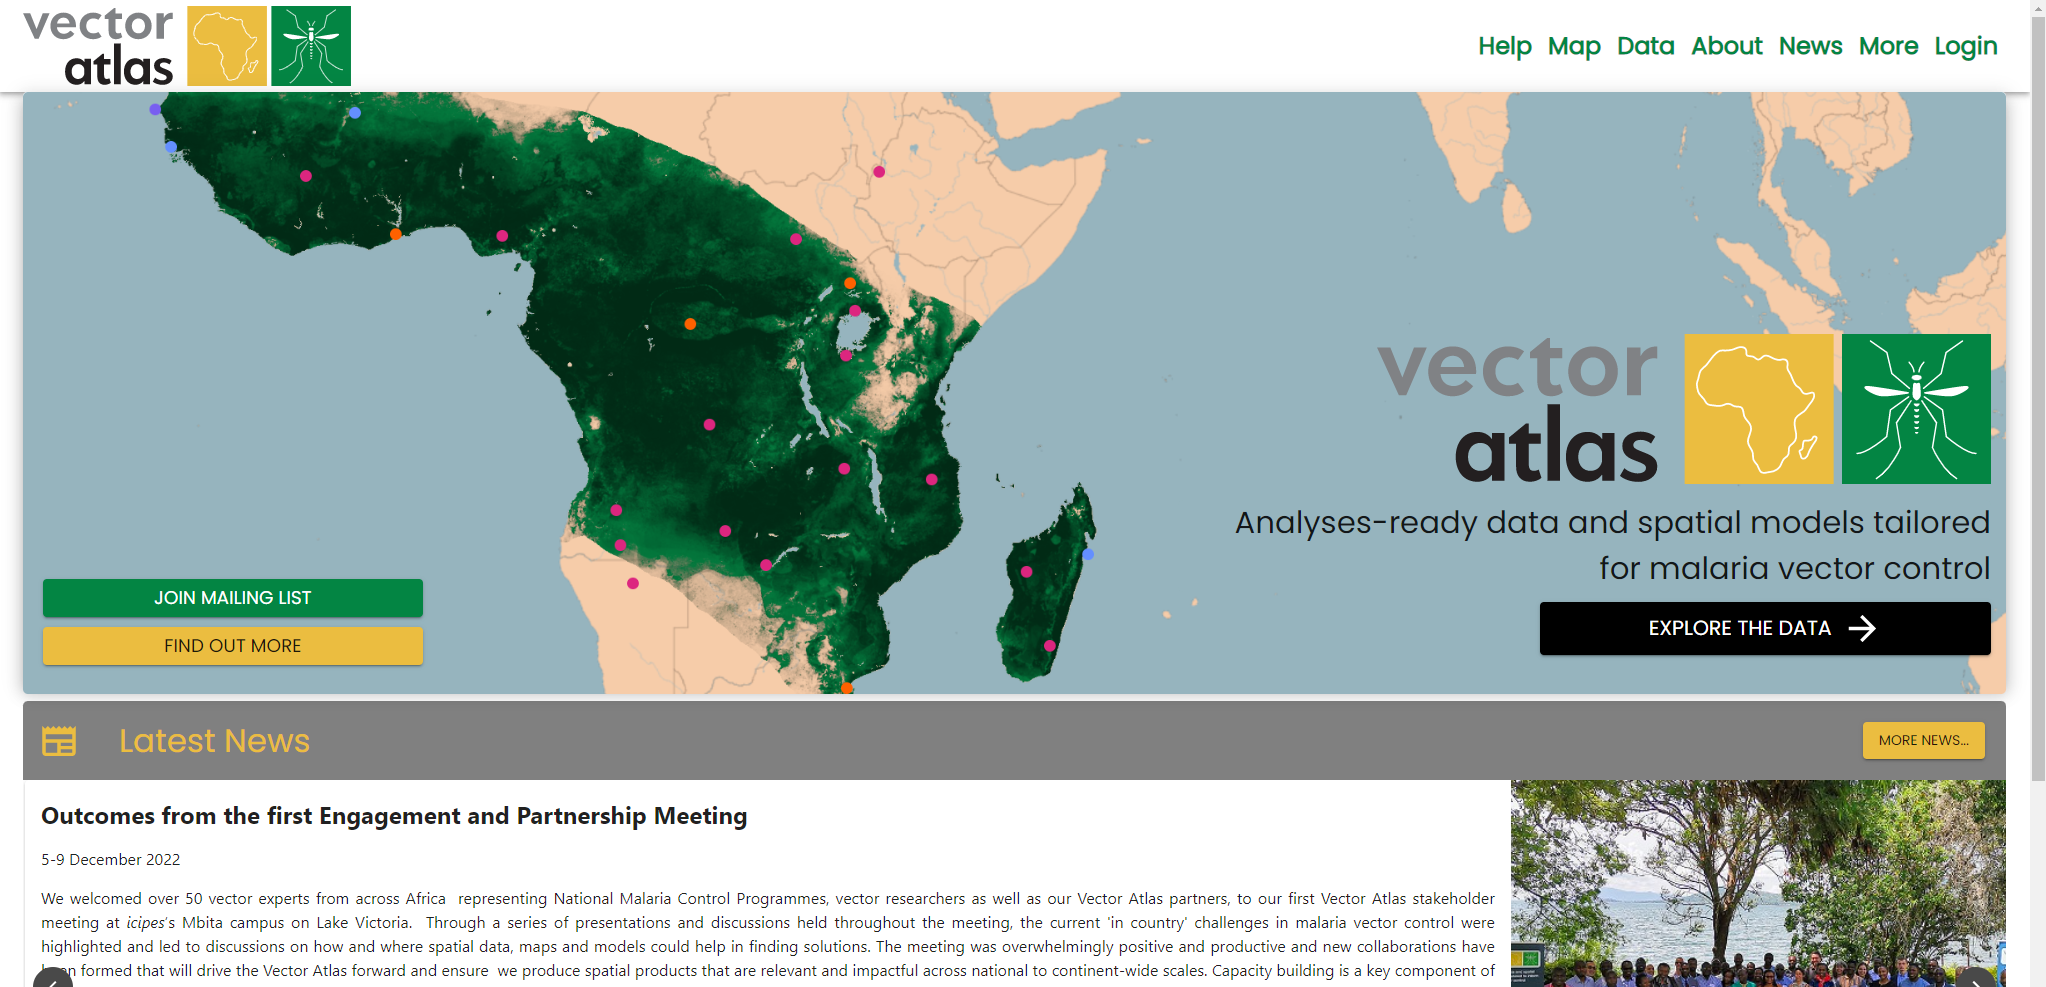 vector
atlas
Help Map Data About News More Login
vector
atlas
Analyses-ready data and spatial models tailored
for malaria vector control
JOIN MAILING LIST
FIND OUT MORE
EXPLORE THE DATA
Latest News
MORE NEWS...
Outcomes from the first Engagement and Partnership Meeting
5-9 December 2022
We welcomed over 50 vector experts from across Africa representing National Malaria Control Programmes, vector researchers as well as our Vector Atlas partners, to our first Vector Atlas stakeholder
meeting at icipes's Mbita campus on Lake Victoria. Through a series of presentations and discussions held throughout the meeting, the current 'in country' challenges in malaria vector control were
highlighted and led to discussions on how and where spatial data, maps and models could help in finding solutions. The meeting was overwhelmingly positive and productive and new collaborations have
been formed that will drive the Vector Atlas forward and ensure we produce spatial products that are relevant and impactful across national to continent-wide scales. Capacity building is a key component of